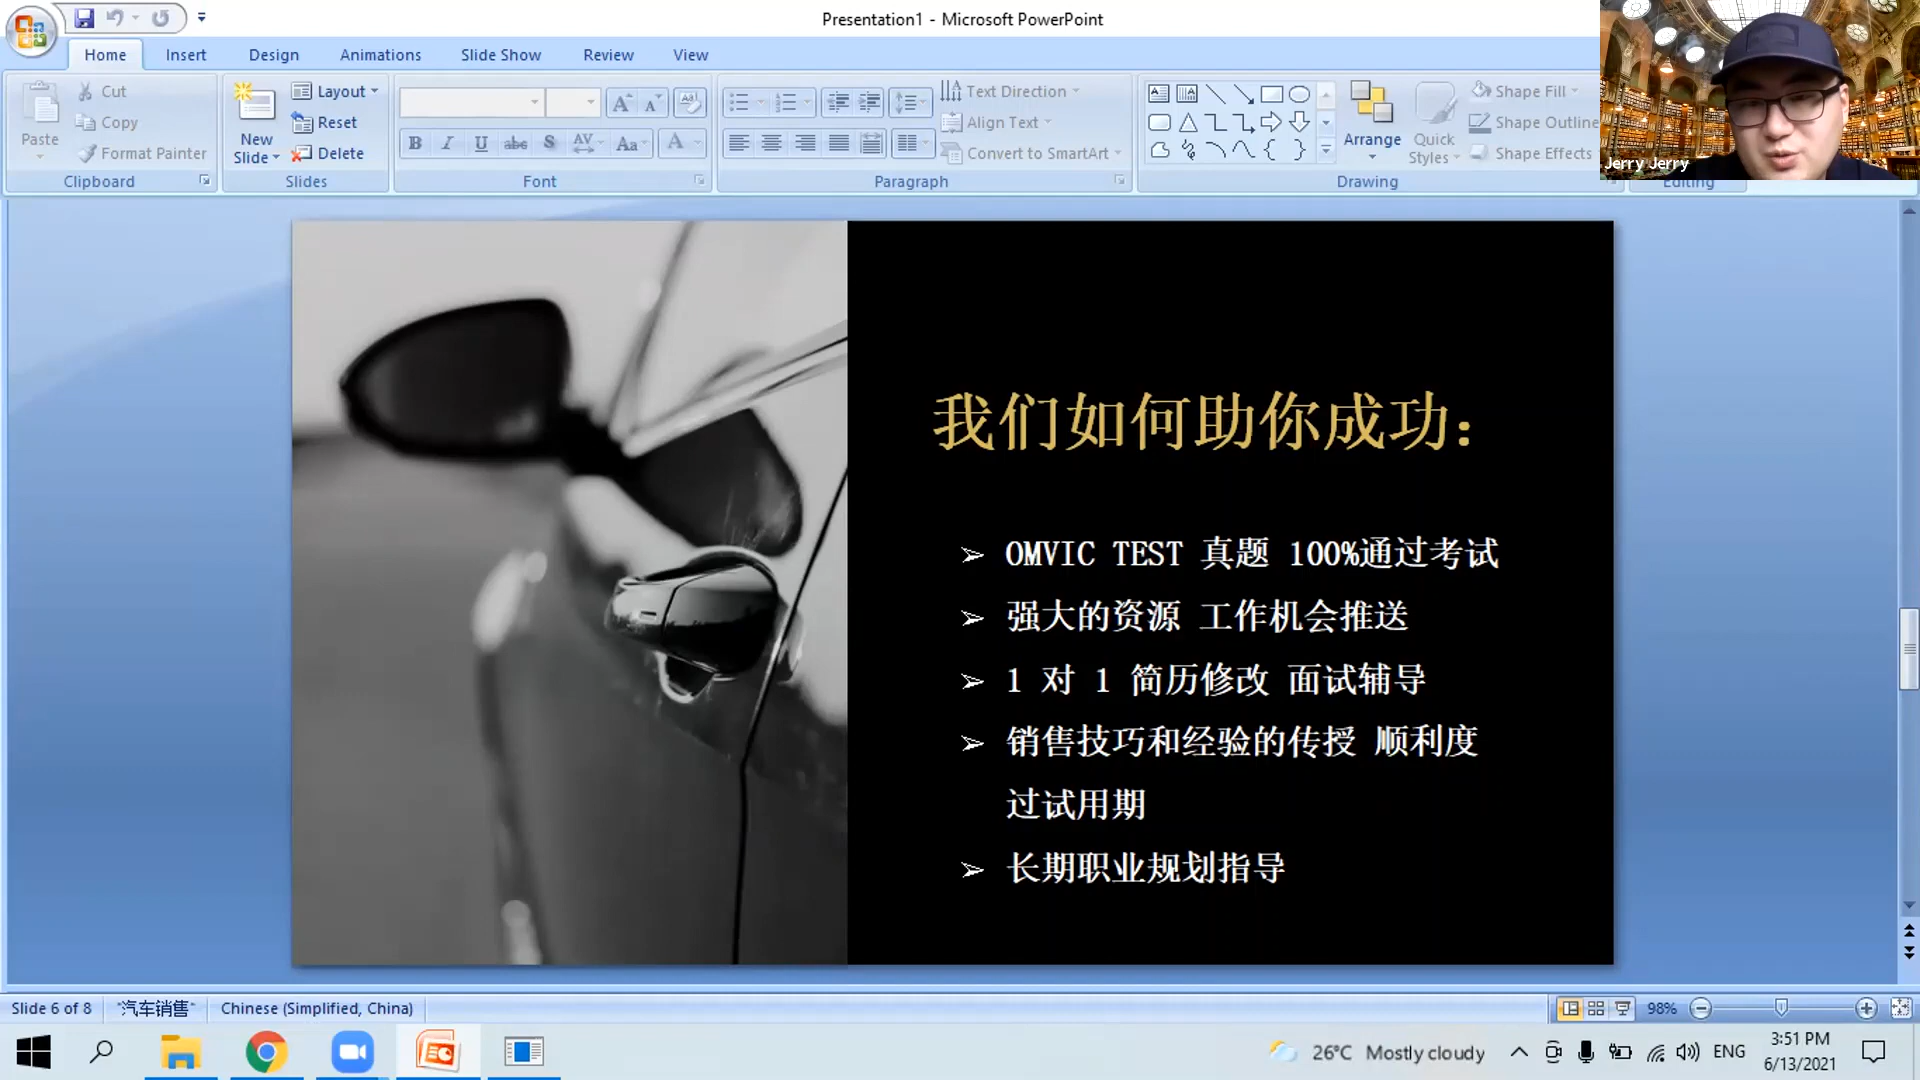 Presentation1 - Microsoft PowerPoint
Home Insert Design Animations Slide Show Review View
Paste
Cut
Copy
Format Painter
Clipboard
New Slide
Layout
Reset
Delete
Slides
B I U abc S AV Aa A
Font
Text Direction
Align Text
Convert to SmartArt
Paragraph
Arrange
Quick Styles
Shape Fill
Shape Outline
Shape Effects
Drawing
Editing
Jerry Jerry
我们如何助你成功：
OMVIC TEST 真题 100%通过考试
强大的资源 工作机会推送
1 对 1 简历修改 面试辅导
销售技巧和经验的传授 顺利度
过试用期
长期职业规划指导
Slide 6 of 8 "汽车销售" Chinese (Simplified, China) 98%
26°C Mostly cloudy ENG
3:51 PM
6/13/2021